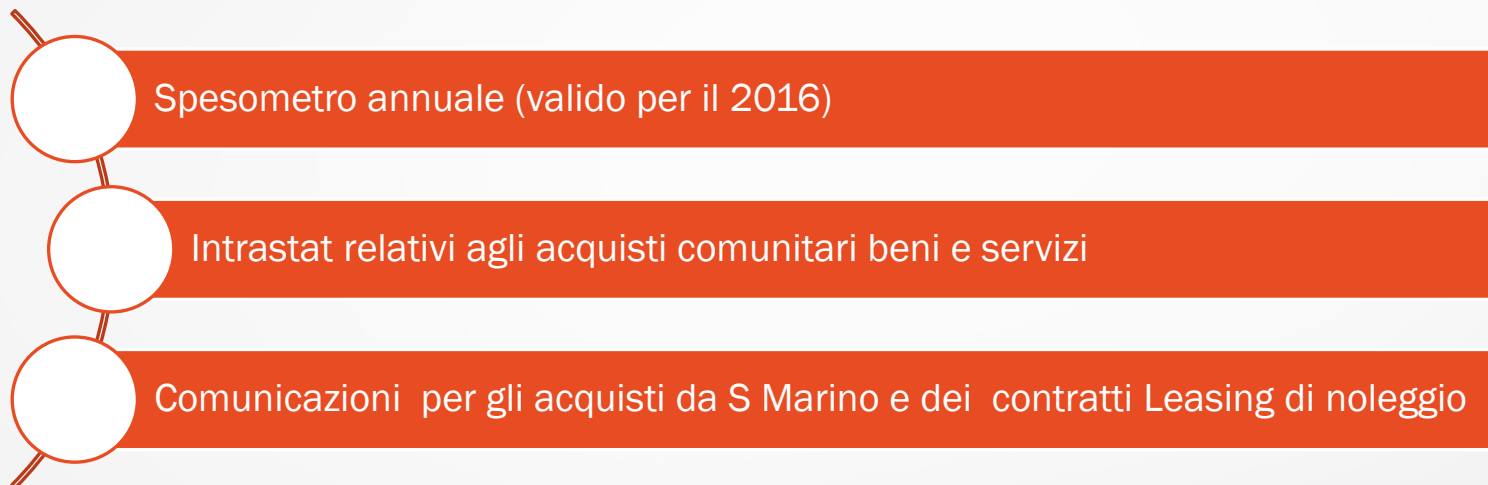 Spesometro annuale (valido per il 2016)
Intrastat relativi agli acquisti comunitari beni e servizi
Comunicazioni  per gli acquisti da S Marino e dei  contratti Leasing di noleggio